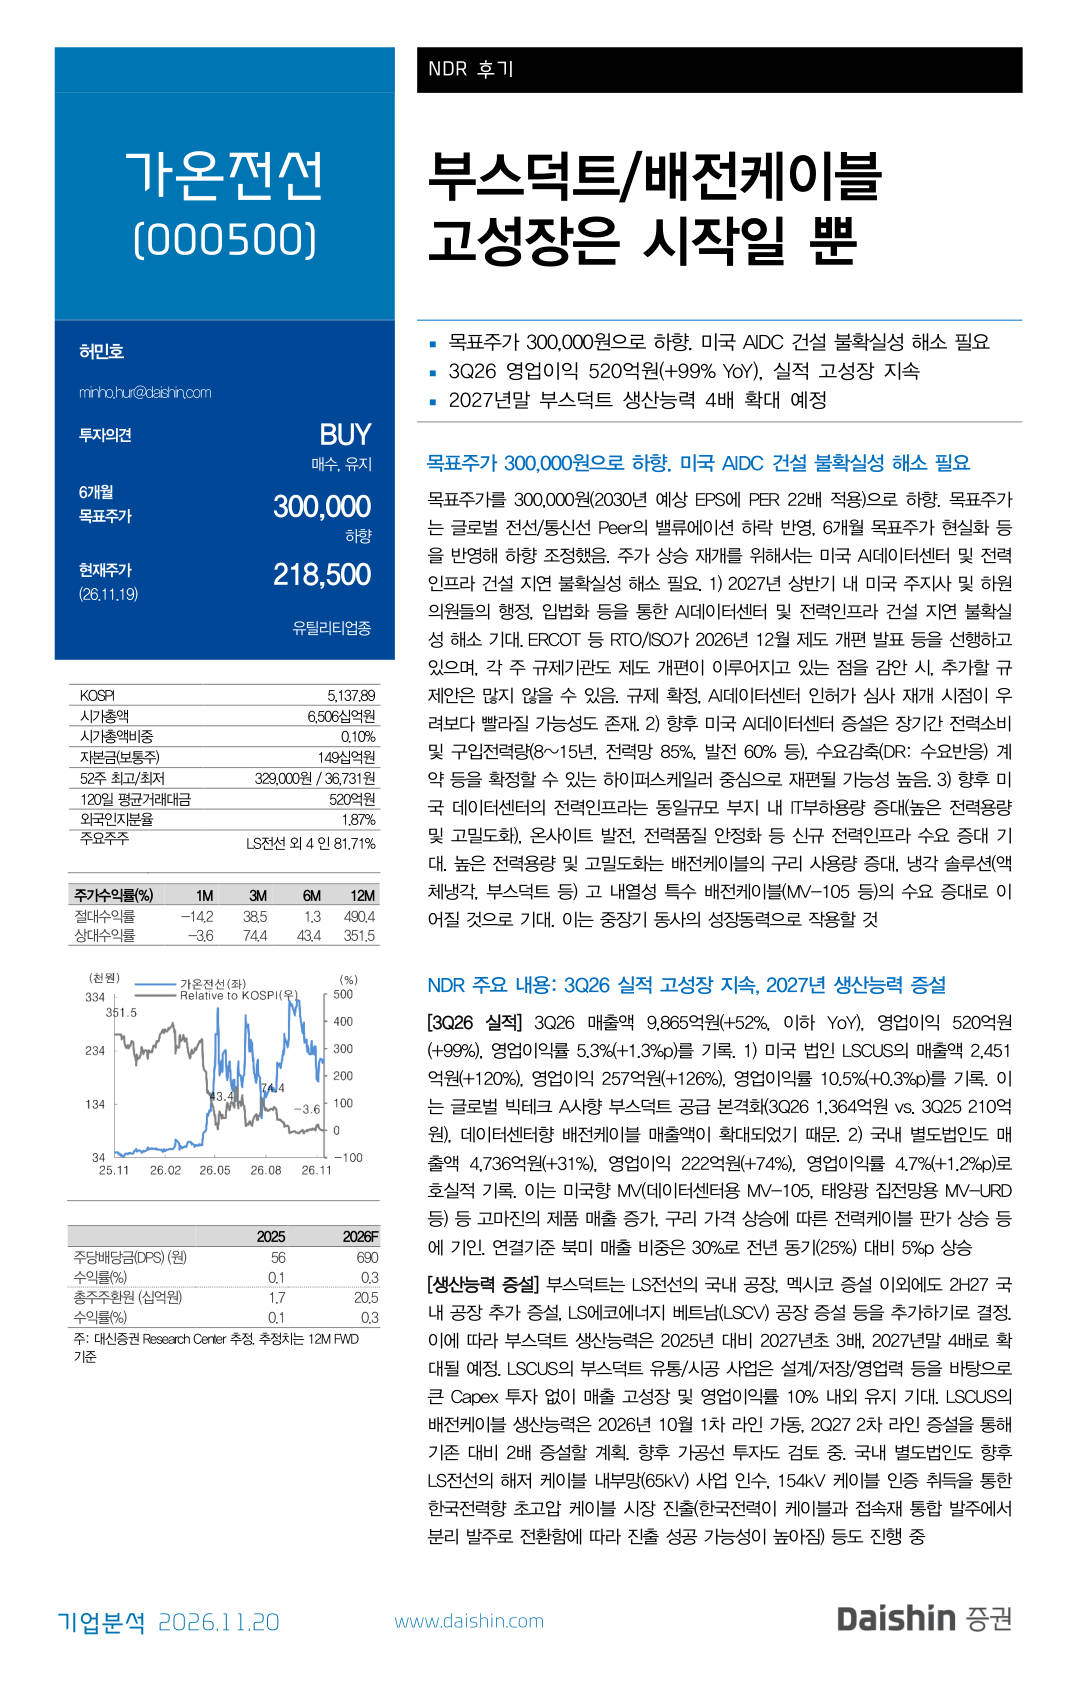 NDR 후기
가온전선
(000500)
부스덕트/배전케이블
고성장은 시작일 뿐
허민호
minho.hur@daishin.com
투자의견
BUY
매수, 유지
6개월
목표주가
300,000
하향
현재주가
(26.11.19)
218,500
유틸리티업종
▪ 목표주가 300,000원으로 하향. 미국 AIDC 건설 불확실성 해소 필요
▪ 3Q26 영업이익 520억원(+99% YoY), 실적 고성장 지속
▪ 2027년말 부스덕트 생산능력 4배 확대 예정
KOSPI 5,137.89
시가총액 6,506십억원
시가총액비중 0.10%
자본금(보통주) 149십억원
52주 최고/최저 329,000원 / 36,731원
120일 평균거래대금 520억원
외국인지분율 1.87%
주요주주 LS전선 외 4 인 81.71%
주가수익률(%) 1M 3M 6M 12M
절대수익률 -14.2 38.5 1.3 490.4
상대수익률 -3.6 74.4 43.4 351.5
(천원) 가온전선(좌) (%)
Relative to KOSPI(우)
334 500
351.5
400
234 300
200
74.4
43.4
134 100
-3.6
0
34 -100
25.11 26.02 26.05 26.08 26.11
2025 2026F
주당배당금(DPS) (원) 56 690
수익률(%) 0.1 0.3
총주주환원 (십억원) 1.7 20.5
수익률(%) 0.1 0.3
주: 대신증권 Research Center 추정. 추정치는 12M FWD
기준
목표주가 300,000원으로 하향. 미국 AIDC 건설 불확실성 해소 필요
목표주가를 300,000원(2030년 예상 EPS에 PER 22배 적용)으로 하향. 목표주가
는 글로벌 전선/통신선 Peer의 밸류에이션 하락 반영, 6개월 목표주가 현실화 등
을 반영해 하향 조정했음. 주가 상승 재개를 위해서는 미국 AI데이터센터 및 전력
인프라 건설 지연 불확실성 해소 필요. 1) 2027년 상반기 내 미국 주지사 및 하원
의원들의 행정, 입법화 등을 통한 AI데이터센터 및 전력인프라 건설 지연 불확실
성 해소 기대. ERCOT 등 RTO/ISO가 2026년 12월 제도 개편 발표 등을 선행하고
있으며, 각 주 규제기관도 제도 개편이 이루어지고 있는 점을 감안 시, 추가할 규
제안은 많지 않을 수 있음. 규제 확정, AI데이터센터 인허가 심사 재개 시점이 우
려보다 빨라질 가능성도 존재. 2) 향후 미국 AI데이터센터 증설은 장기간 전력소비
및 구입전력량(8~15년, 전력망 85%, 발전 60% 등), 수요감축(DR: 수요반응) 계
약 등을 확정할 수 있는 하이퍼스케일러 중심으로 재편될 가능성 높음. 3) 향후 미
국 데이터센터의 전력인프라는 동일규모 부지 내 IT부하용량 증대(높은 전력용량
및 고밀도화), 온사이트 발전, 전력품질 안정화 등 신규 전력인프라 수요 증대 기
대. 높은 전력용량 및 고밀도화는 배전케이블의 구리 사용량 증대, 냉각 솔루션(액
체냉각, 부스덕트 등) 고 내열성 특수 배전케이블(MV-105 등)의 수요 증대로 이
어질 것으로 기대. 이는 중장기 동사의 성장동력으로 작용할 것
NDR 주요 내용: 3Q26 실적 고성장 지속, 2027년 생산능력 증설
[3Q26 실적] 3Q26 매출액 9,865억원(+52%, 이하 YoY), 영업이익 520억원
(+99%), 영업이익률 5.3%(+1.3%p)를 기록. 1) 미국 법인 LSCUS의 매출액 2,451
억원(+120%), 영업이익 257억원(+126%), 영업이익률 10.5%(+0.3%p)를 기록. 이
는 글로벌 빅테크 A사향 부스덕트 공급 본격화(3Q26 1,364억원 vs. 3Q25 210억
원), 데이터센터향 배전케이블 매출액이 확대되었기 때문. 2) 국내 별도법인도 매
출액 4,736억원(+31%), 영업이익 222억원(+74%), 영업이익률 4.7%(+1.2%p)로
호실적 기록. 이는 미국향 MV(데이터센터용 MV-105, 태양광 집전망용 MV-URD
등) 등 고마진의 제품 매출 증가, 구리 가격 상승에 따른 전력케이블 판가 상승 등
에 기인. 연결기준 북미 매출 비중은 30%로 전년 동기(25%) 대비 5%p 상승
[생산능력 증설] 부스덕트는 LS전선의 국내 공장, 멕시코 증설 이외에도 2H27 국
내 공장 추가 증설, LS에코에너지 베트남(LSCV) 공장 증설 등을 추가하기로 결정.
이에 따라 부스덕트 생산능력은 2025년 대비 2027년초 3배, 2027년말 4배로 확
대될 예정. LSCUS의 부스덕트 유통/시공 사업은 설계/저장/영업력 등을 바탕으로
큰 Capex 투자 없이 매출 고성장 및 영업이익률 10% 내외 유지 기대. LSCUS의
배전케이블 생산능력은 2026년 10월 1차 라인 가동, 2Q27 2차 라인 증설을 통해
기존 대비 2배 증설할 계획. 향후 가공선 투자도 검토 중. 국내 별도법인도 향후
LS전선의 해저 케이블 내부망(65kV) 사업 인수, 154kV 케이블 인증 취득을 통한
한국전력향 초고압 케이블 시장 진출(한국전력이 케이블과 접속재 통합 발주에서
분리 발주로 전환함에 따라 진출 성공 가능성이 높아짐) 등도 진행 중
기업분석 2026.11.20
www.daishin.com
Daishin 증권